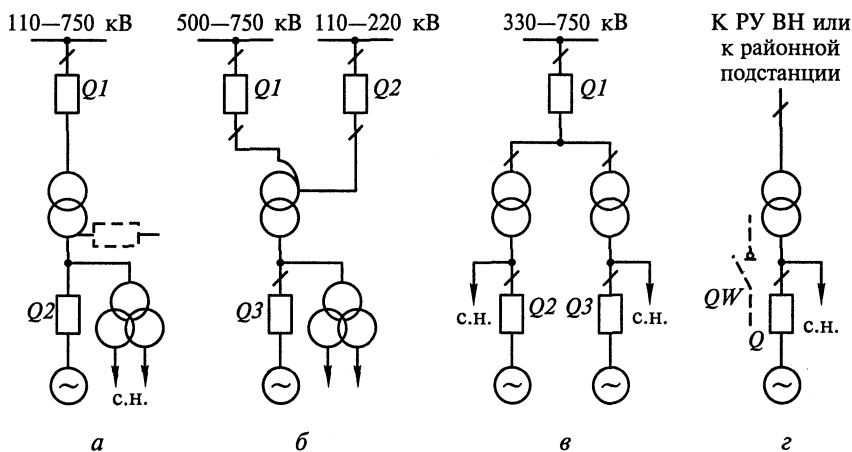 110—750 кВ
500—750 кВ
110—220 кВ
330—750 кВ
К РУ ВН или
к районной
подстанции
Q1
Q1
Q2
Q1
Q2
с.н.
Q3
с.н.
Q2
Q3
с.н.
QW
Q
с.н.
~
~
~
~
~
а
б
в
г